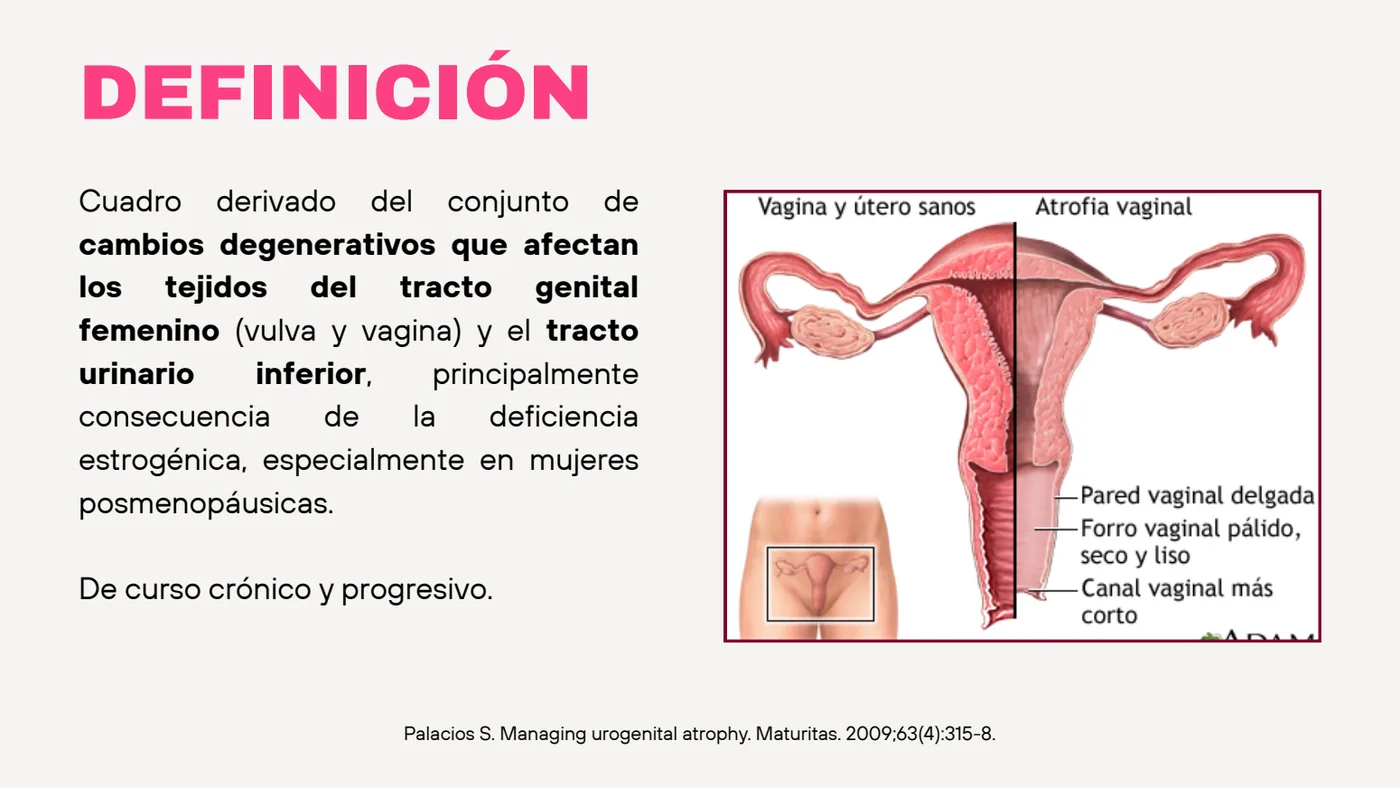 DEFINICIÓN
Cuadro derivado del conjunto de
cambios degenerativos que afectan
los tejidos del tracto genital
femenino (vulva y vagina) y el tracto
urinario inferior, principalmente
consecuencia de la deficiencia
estrogénica, especialmente en mujeres
posmenopáusicas.
De curso crónico y progresivo.
Vagina y útero sanos
Atrofia vaginal
Pared vaginal delgada
Forro vaginal pálido,
seco y liso
Canal vaginal más
corto
ADAM
Palacios S. Managing urogenital atrophy. Maturitas. 2009;63(4):315-8.